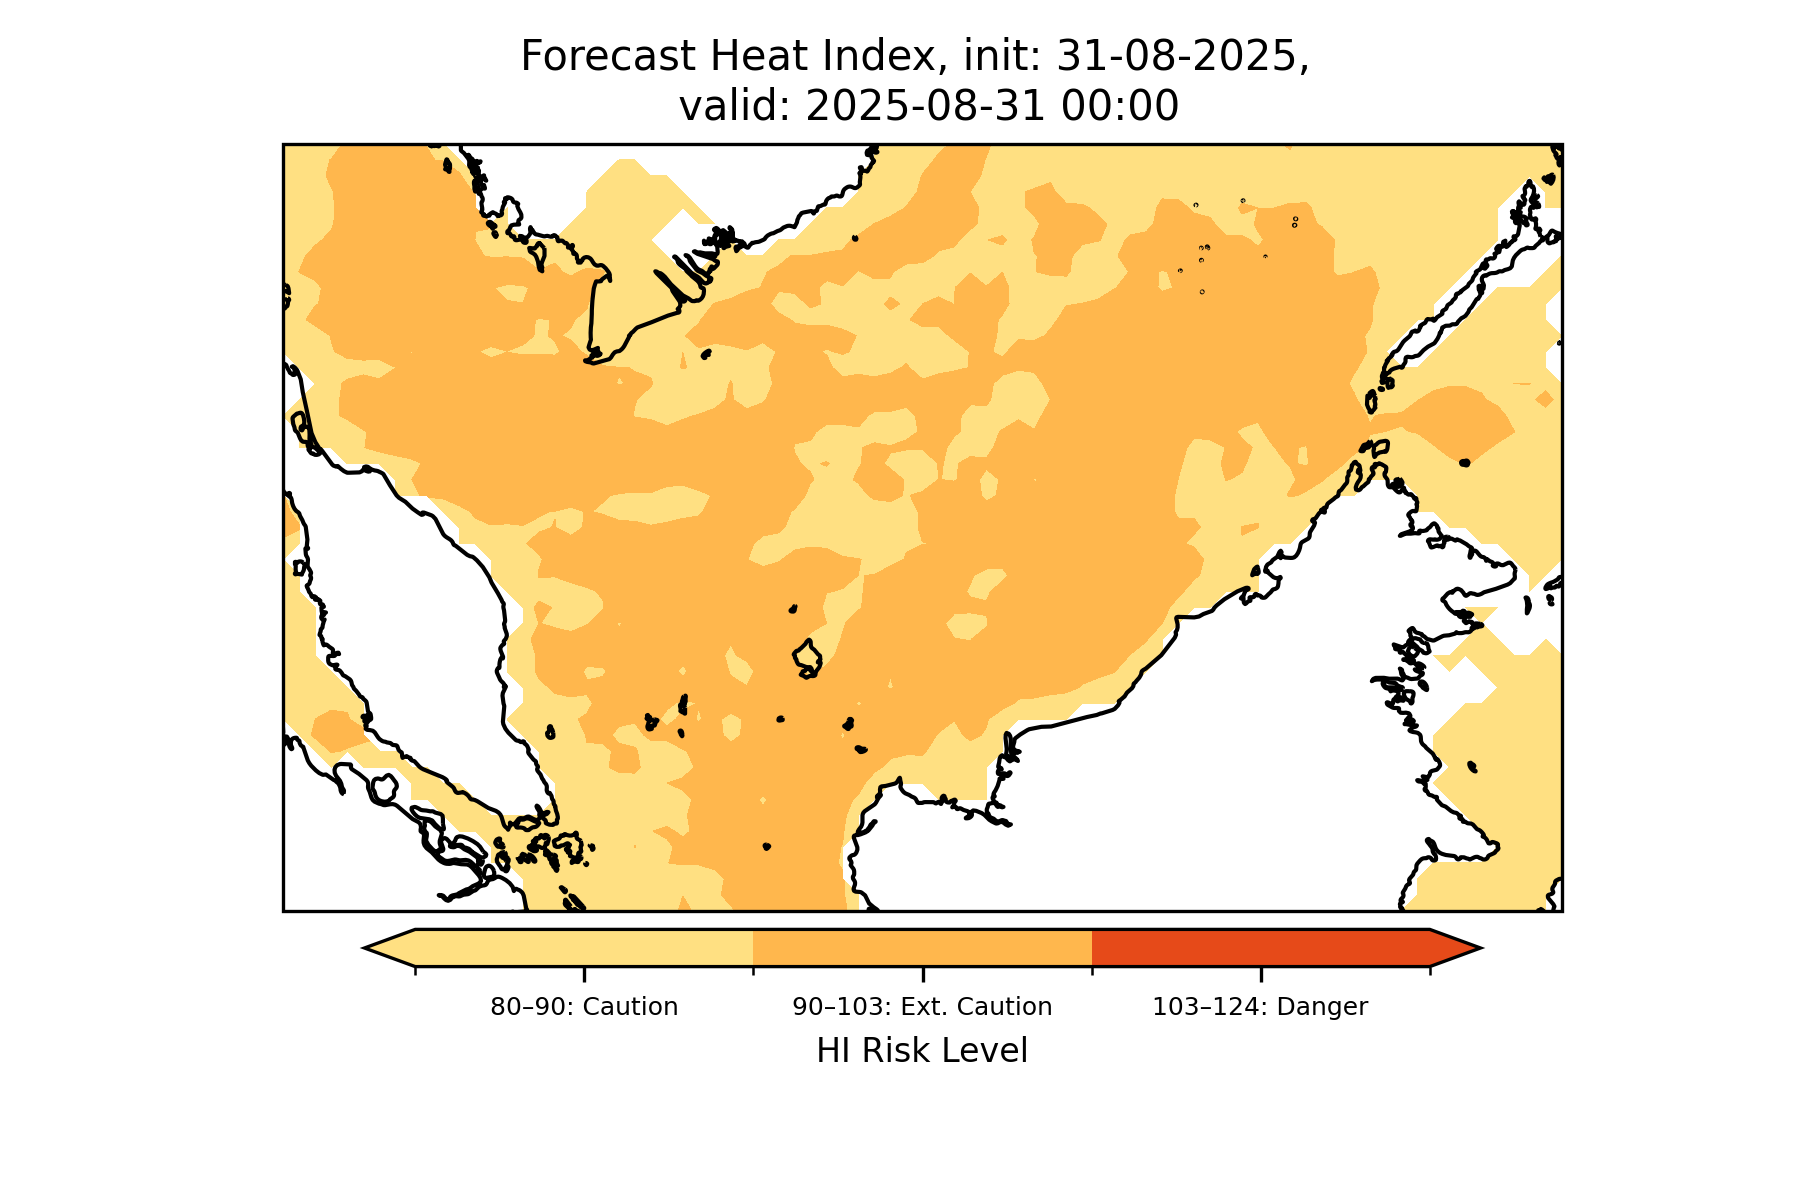 Forecast Heat Index, init: 31-08-2025,
valid: 2025-08-31 00:00
80–90: Caution
90–103: Ext. Caution
103–124: Danger
HI Risk Level